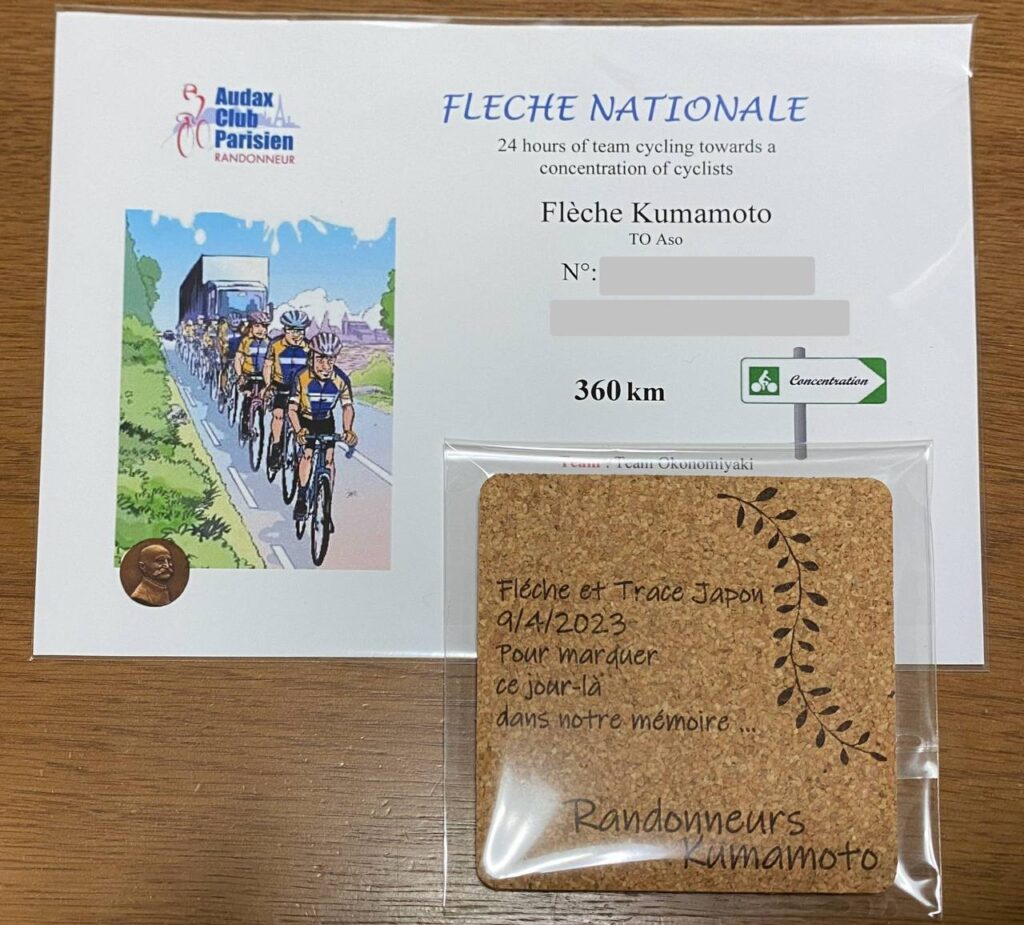 Audax
Club
Parisien
RANDONNEUR
FLECHE NATIONALE
24 hours of team cycling towards a
concentration of cyclists
Flèche Kumamoto
TO Aso
N°:
360 km
Concentration
Team : Team Okonomiyaki
Fléche et Trace Japon
9/4/2023
Pour marquer
ce jour-là
dans notre mémoire ...
Randonneurs
Kumamoto